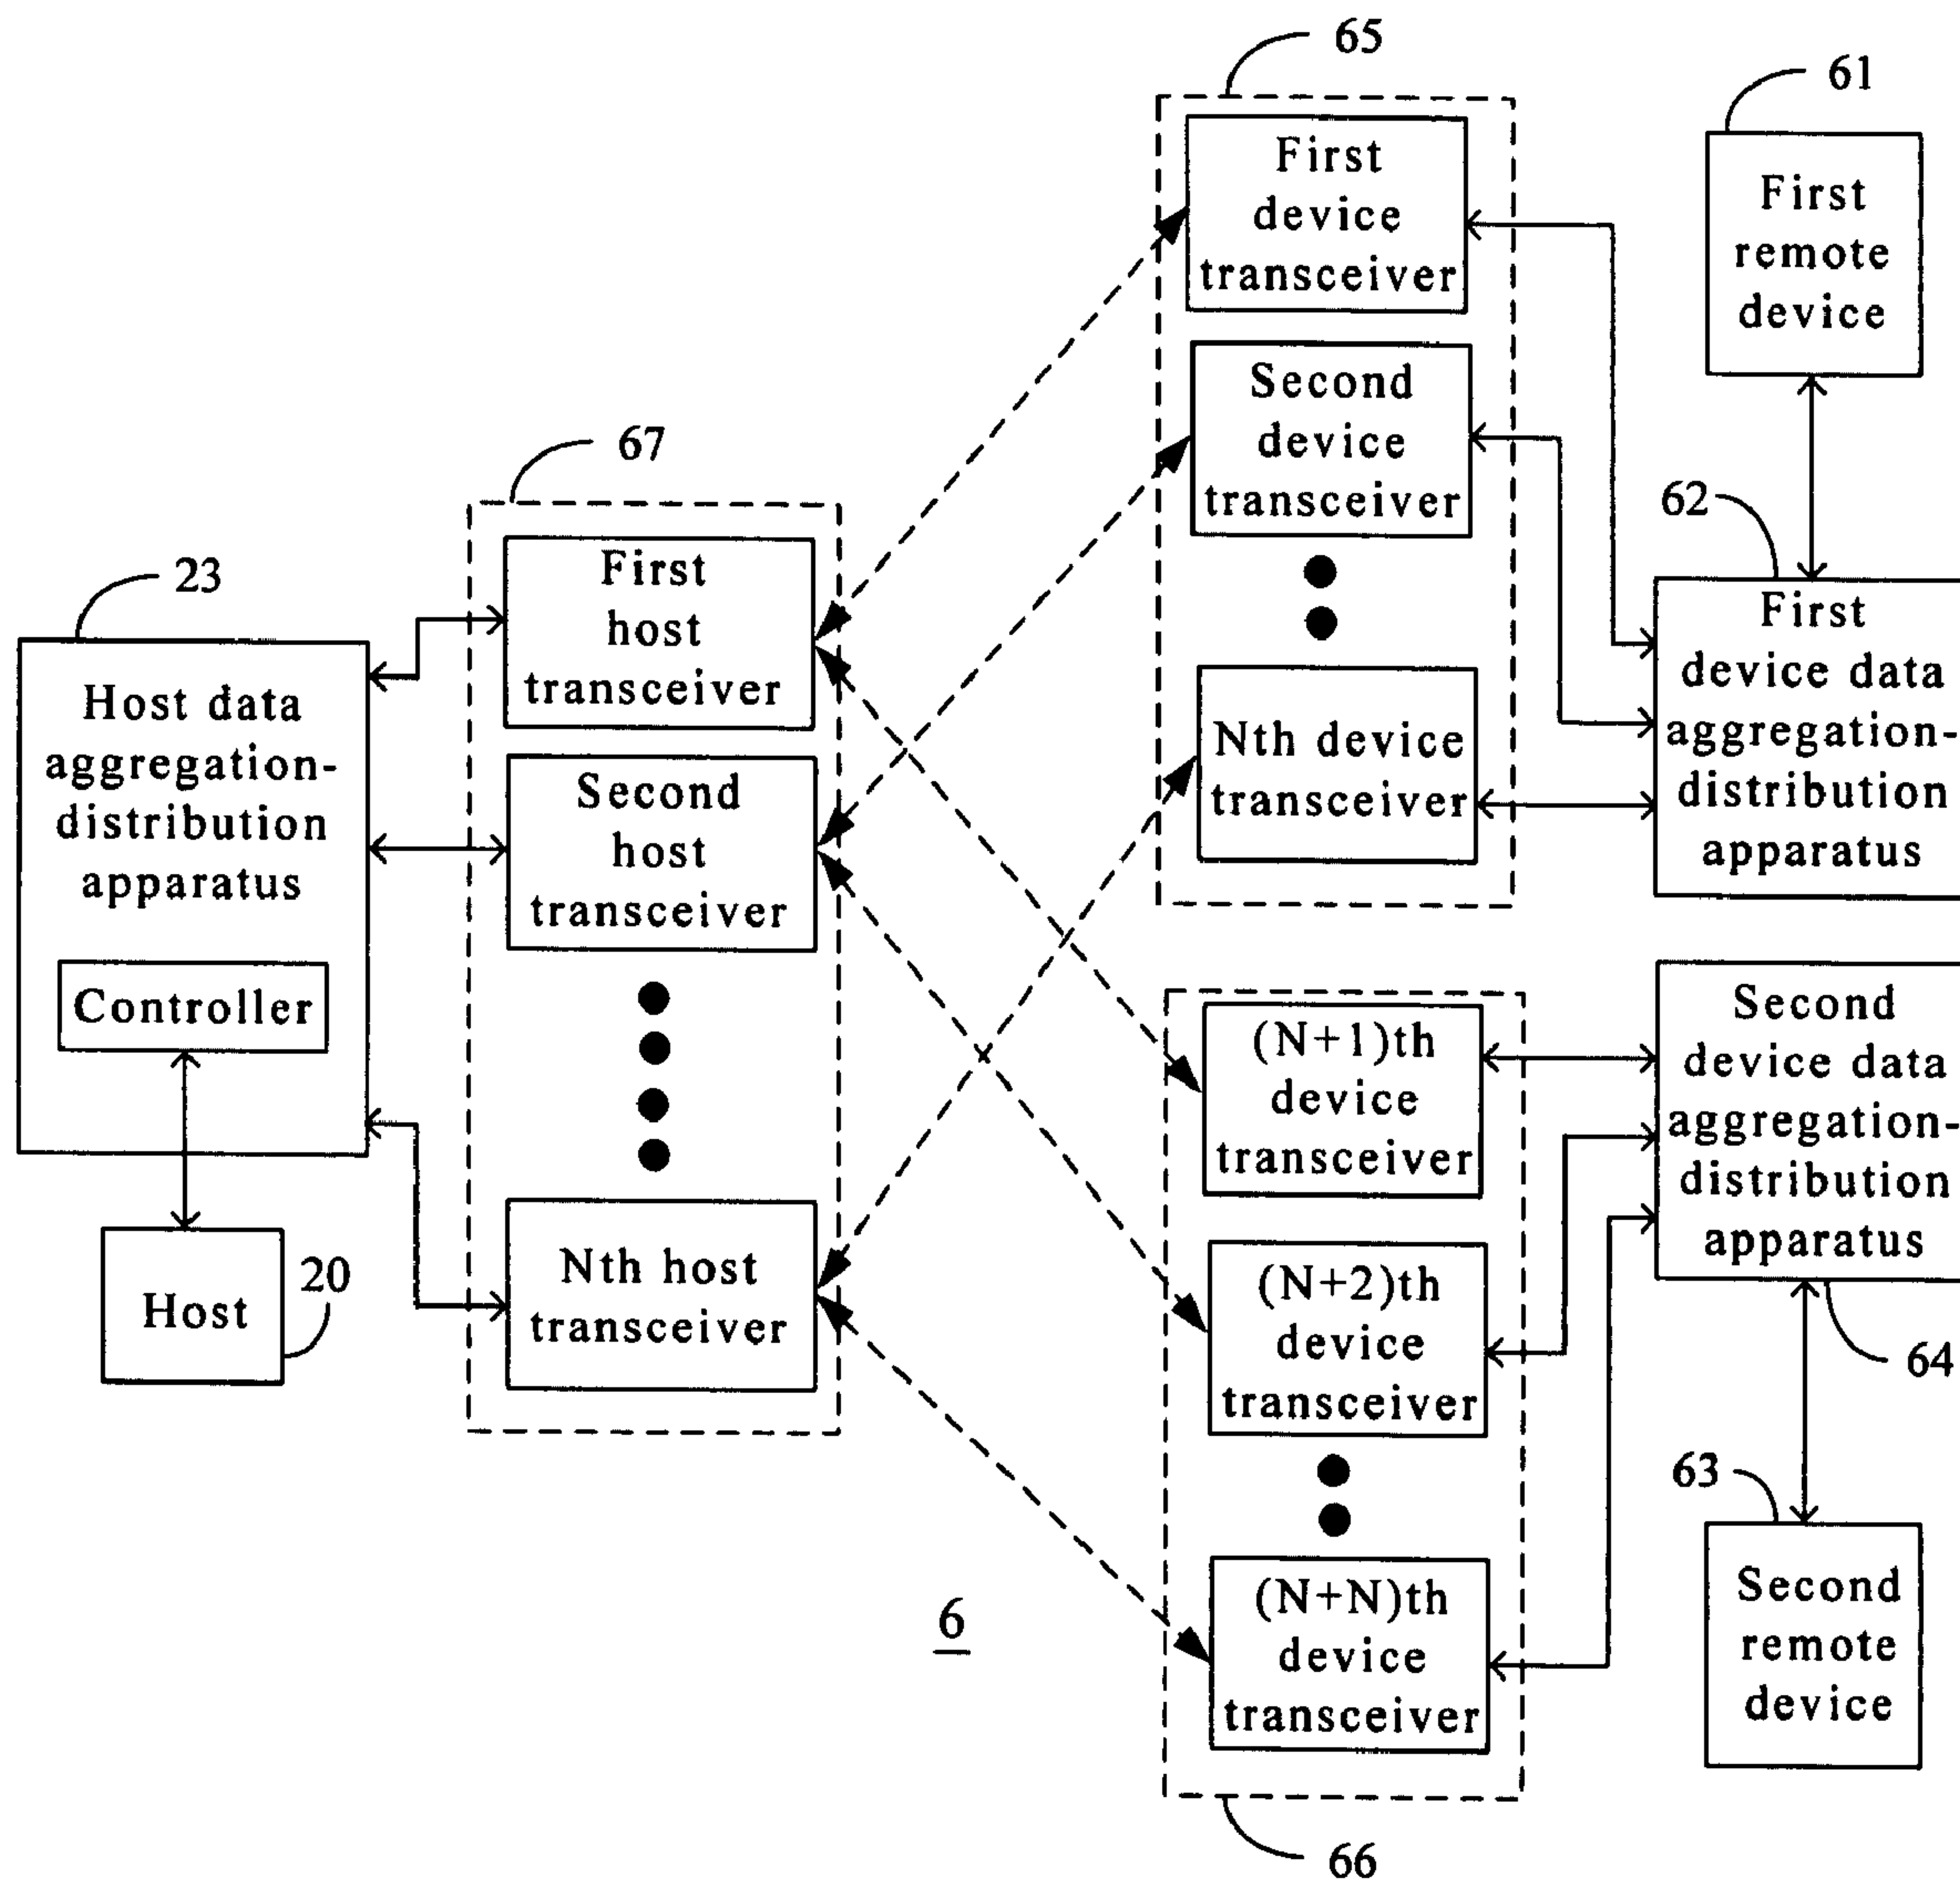 65
61
First
device
transceiver
First
remote
device
Second
device
transceiver
67
62
23
First
host
transceiver
First
device data
aggregation-
distribution
apparatus
Host data
aggregation-
distribution
apparatus
Nth device
transceiver
Second
host
transceiver
Controller
Second
device data
aggregation-
distribution
apparatus
(N+1)th
device
transceiver
Nth host
transceiver
20
Host
(N+2)th
device
transceiver
64
63
6
(N+N)th
device
transceiver
Second
remote
device
66